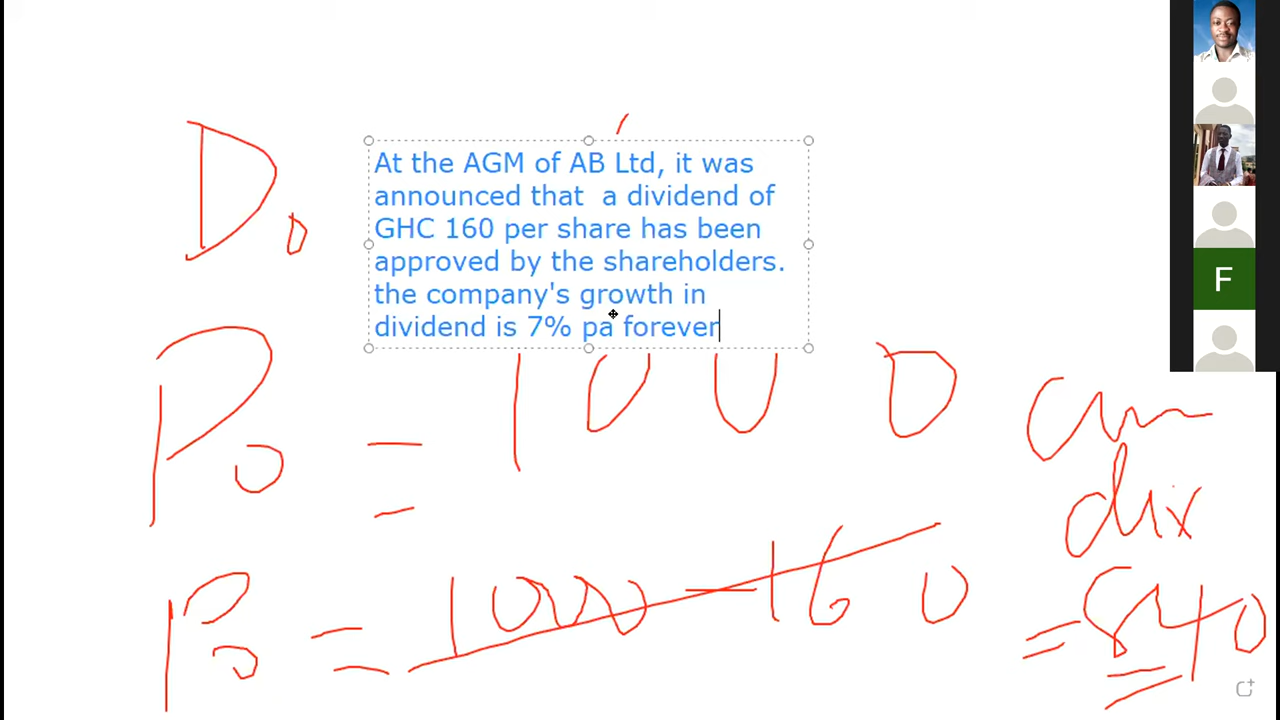 D0
At the AGM of AB Ltd, it was
announced that  a dividend of
GHC 160 per share has been
approved by the shareholders.
the company's growth in
dividend is 7% pa forever
F
P0 = 1000 cum
div
P0 = 1000 - 160 = 840